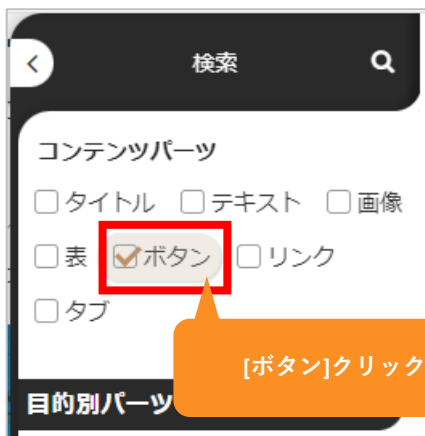 検索
コンテンツパーツ
タイトル テキスト 画像
表 ボタン リンク
タブ
[ボタン]クリック
目的別パーツ